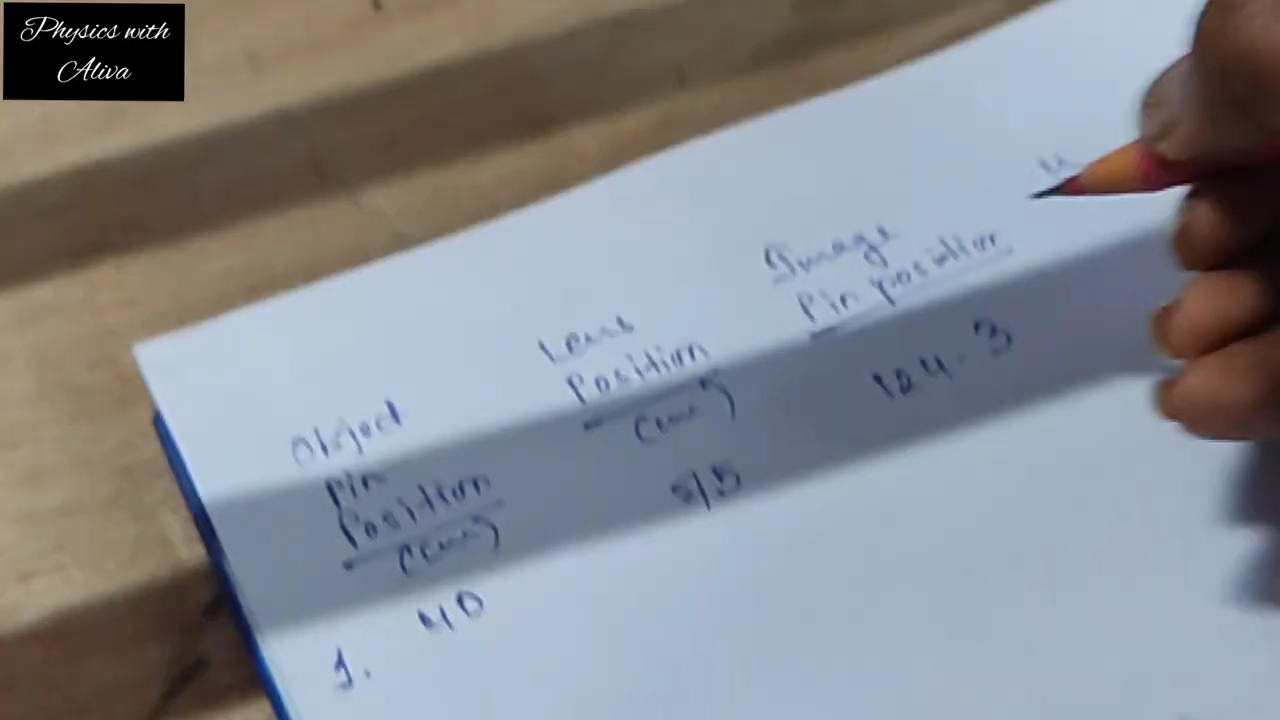 Physics with
Aliva
Object
pin
Position
(cm)
Lens
Position
(cm)
Image
Pin position
u
1.
40
55
124.3